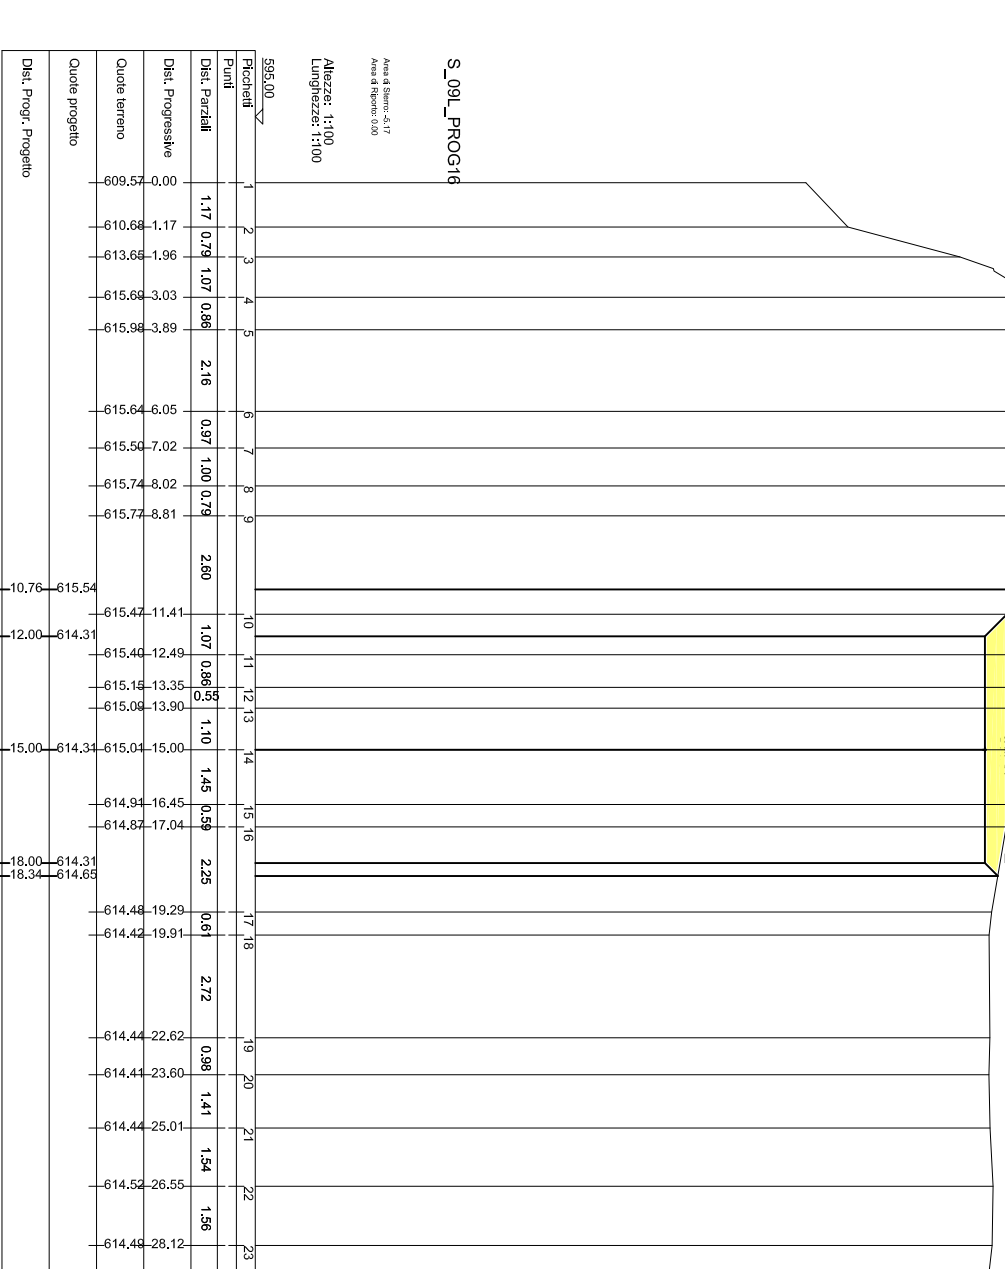 S_09L_PROG16
Area di Sterro: -5.17
Area di Riporto: 0.00
Altezze: 1:100
Lunghezze: 1:100
595.00
Picchetti 1 2 3 4 5 6 7 8 9 10 11 12 13 14 15 16 17 18 19 20 21 22 23
Punti
Dist. Parziali 1.17 0.79 1.07 0.86 2.16 0.97 1.00 0.79 2.60 1.07 0.86 0.55 1.10 1.45 0.59 2.25 0.61 2.72 0.98 1.41 1.54 1.56
Dist. Progressive 0.00 1.17 1.96 3.03 3.89 6.05 7.02 8.02 8.81 11.41 12.49 13.35 13.90 15.00 16.45 17.04 19.29 19.91 22.62 23.60 25.01 26.55 28.12
Quote terreno 609.57 610.68 613.65 615.69 615.98 615.64 615.50 615.74 615.77 615.47 615.40 615.15 615.09 615.01 614.91 614.87 614.48 614.42 614.44 614.41 614.44 614.52 614.49
Quote progetto 615.54 614.31 614.31 614.31 614.65
Dist. Progr. Progetto 10.76 12.00 15.00 18.00 18.34